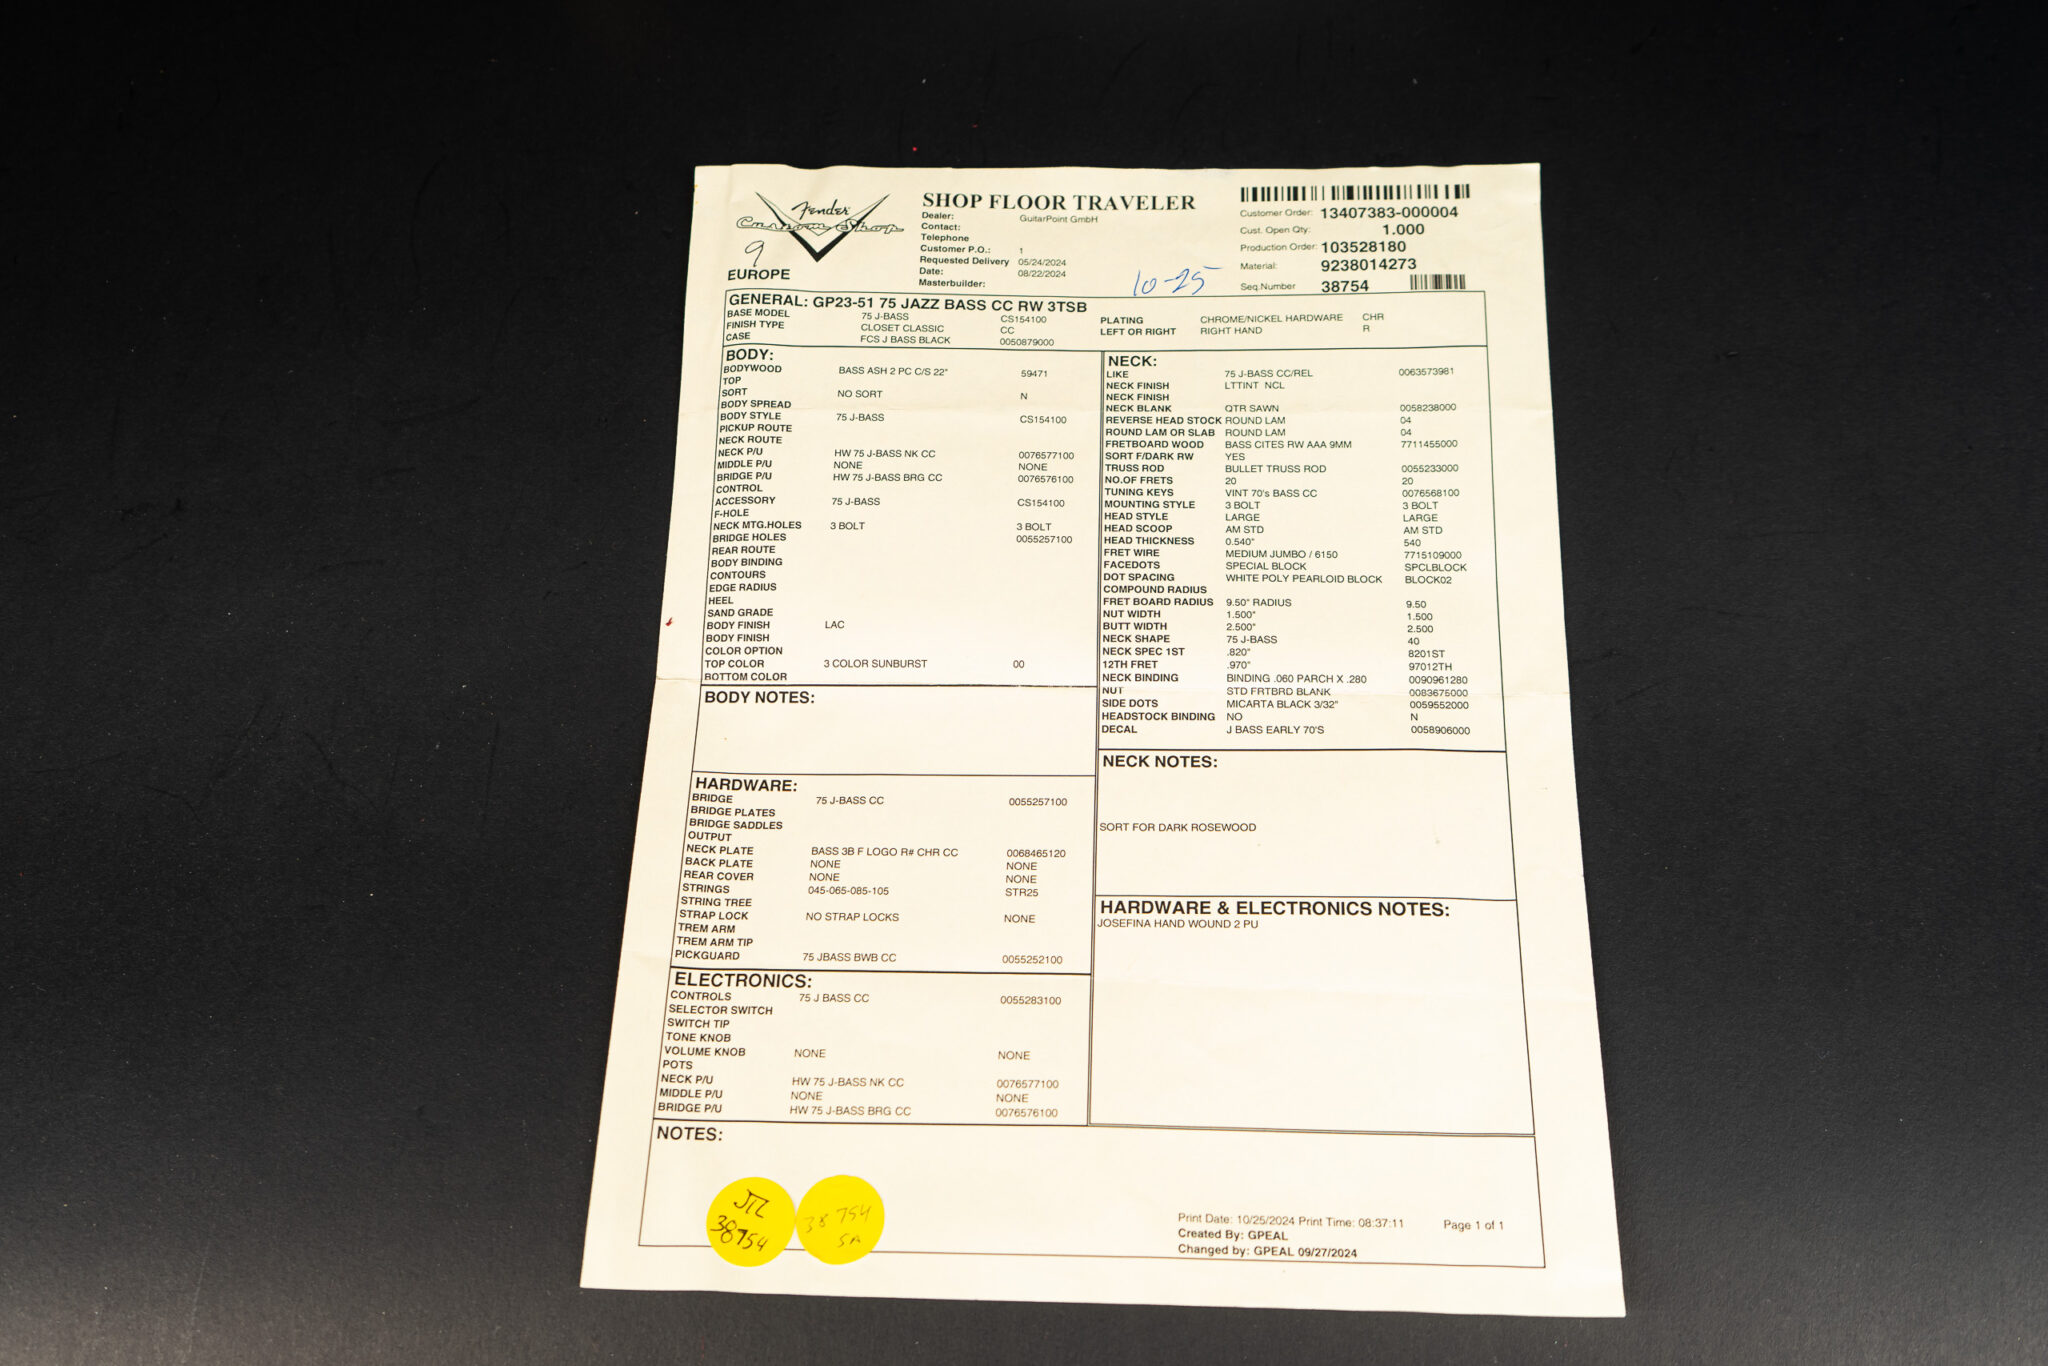 Fender
Custom Shop
9
EUROPE
SHOP FLOOR TRAVELER
Dealer: GuitarPoint GmbH
Contact:
Telephone
Customer P.O.: 1
Requested Delivery 05/24/2024
Date: 08/22/2024
Masterbuilder:
10-25
Customer Order: 13407383-000004
Cust. Open Qty: 1.000
Production Order: 103528180
Material: 9238014273
Seq.Number 38754
GENERAL: GP23-51 75 JAZZ BASS CC RW 3TSB
BASE MODEL 75 J-BASS CS154100
FINISH TYPE CLOSET CLASSIC CC
CASE FCS J BASS BLACK 0050879000
PLATING CHROME/NICKEL HARDWARE CHR
LEFT OR RIGHT RIGHT HAND R
BODY:
BODYWOOD BASS ASH 2 PC C/S 22" 59471
TOP
SORT NO SORT N
BODY SPREAD
BODY STYLE 75 J-BASS CS154100
PICKUP ROUTE
NECK ROUTE
NECK P/U HW 75 J-BASS NK CC 0076577100
MIDDLE P/U NONE NONE
BRIDGE P/U HW 75 J-BASS BRG CC 0076576100
CONTROL
ACCESSORY 75 J-BASS CS154100
F-HOLE
NECK MTG.HOLES 3 BOLT 3 BOLT
BRIDGE HOLES 0055257100
REAR ROUTE
BODY BINDING
CONTOURS
EDGE RADIUS
HEEL
SAND GRADE
BODY FINISH LAC
BODY FINISH
COLOR OPTION
TOP COLOR 3 COLOR SUNBURST 00
BOTTOM COLOR
BODY NOTES:
HARDWARE:
BRIDGE 75 J-BASS CC 0055257100
BRIDGE PLATES
BRIDGE SADDLES
OUTPUT
NECK PLATE BASS 3B F LOGO R# CHR CC 0068465120
BACK PLATE NONE NONE
REAR COVER NONE NONE
STRINGS 045-065-085-105 STR25
STRING TREE
STRAP LOCK NO STRAP LOCKS NONE
TREM ARM
TREM ARM TIP
PICKGUARD 75 JBASS BWB CC 0055252100
ELECTRONICS:
CONTROLS 75 J BASS CC 0055283100
SELECTOR SWITCH
SWITCH TIP
TONE KNOB
VOLUME KNOB NONE NONE
POTS
NECK P/U HW 75 J-BASS NK CC 0076577100
MIDDLE P/U NONE NONE
BRIDGE P/U HW 75 J-BASS BRG CC 0076576100
NECK:
LIKE 75 J-BASS CC/REL 0063573981
NECK FINISH LTTINT NCL
NECK FINISH
NECK BLANK QTR SAWN 0058238000
REVERSE HEAD STOCK ROUND LAM 04
ROUND LAM OR SLAB ROUND LAM 04
FRETBOARD WOOD BASS CITES RW AAA 9MM 7711455000
SORT F/DARK RW YES
TRUSS ROD BULLET TRUSS ROD 0055233000
NO.OF FRETS 20 20
TUNING KEYS VINT 70's BASS CC 0076568100
MOUNTING STYLE 3 BOLT 3 BOLT
HEAD STYLE LARGE LARGE
HEAD SCOOP AM STD AM STD
HEAD THICKNESS 0.540" 540
FRET WIRE MEDIUM JUMBO / 6150 7715109000
FACEDOTS SPECIAL BLOCK SPCLBLOCK
DOT SPACING WHITE POLY PEARLOID BLOCK BLOCK02
COMPOUND RADIUS
FRET BOARD RADIUS 9.50" RADIUS 9.50
NUT WIDTH 1.500" 1.500
BUTT WIDTH 2.500" 2.500
NECK SHAPE 75 J-BASS 40
NECK SPEC 1ST .820" 8201ST
12TH FRET .970" 97012TH
NECK BINDING BINDING .060 PARCH X .280 0090961280
NUT STD FRTBRD BLANK 0083675000
SIDE DOTS MICARTA BLACK 3/32" 0059552000
HEADSTOCK BINDING NO N
DECAL J BASS EARLY 70'S 0058906000
NECK NOTES:
SORT FOR DARK ROSEWOOD
HARDWARE & ELECTRONICS NOTES:
JOSEFINA HAND WOUND 2 PU
NOTES:
38754
38754
SA
Print Date: 10/25/2024 Print Time: 08:37:11 Page 1 of 1
Created By: GPEAL
Changed by: GPEAL 09/27/2024